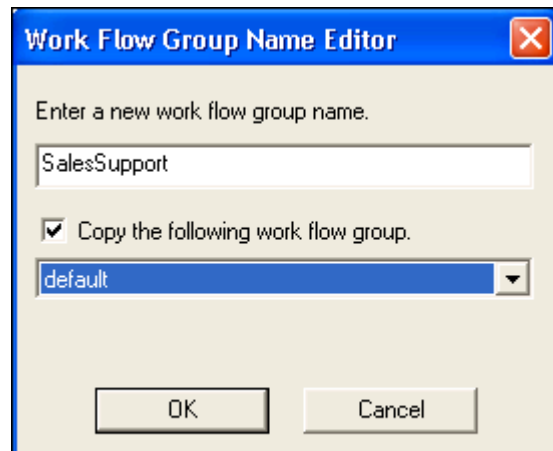 Work Flow Group Name Editor
Enter a new work flow group name.
SalesSupport
Copy the following work flow group.
default
OK
Cancel